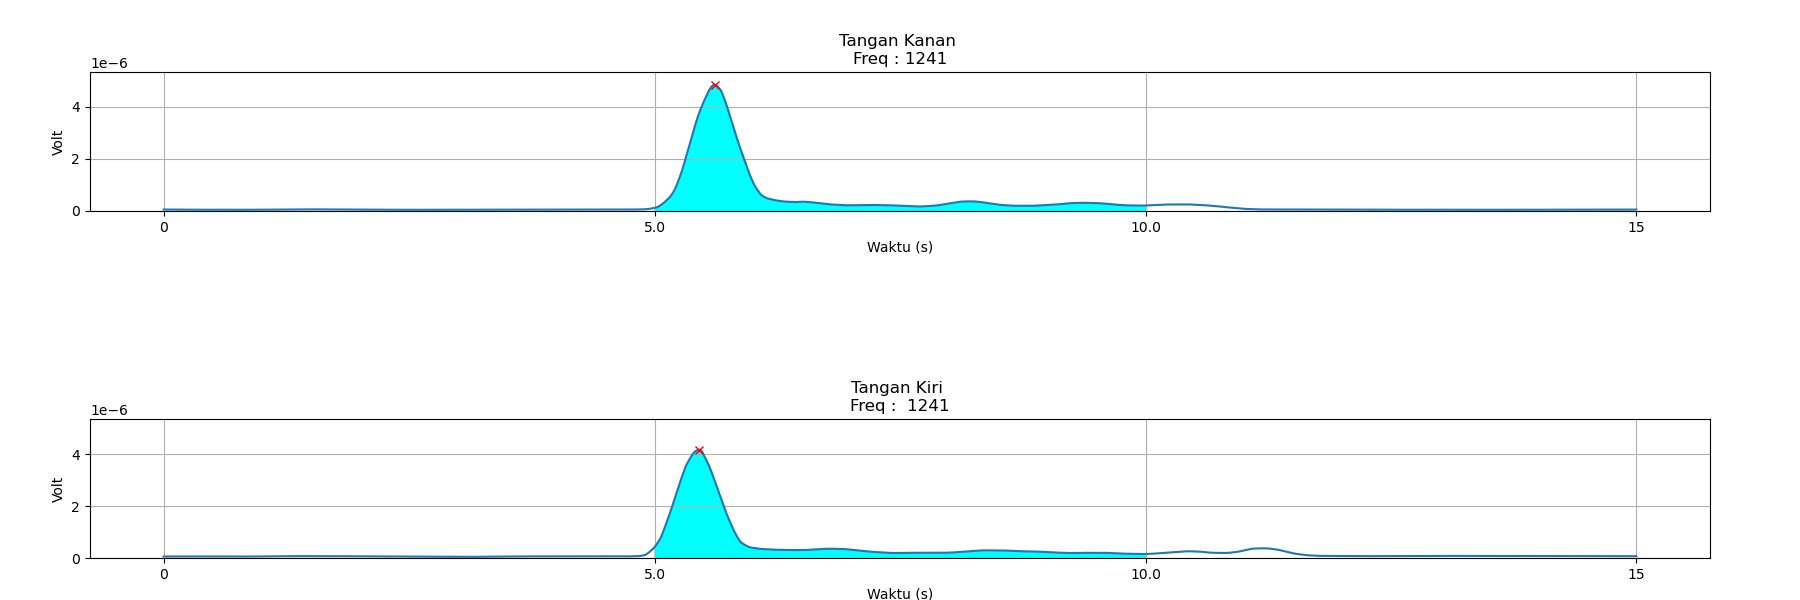 Tangan Kanan
Freq : 1241
1e−6
Volt
4
2
0
0
5.0
10.0
15
Waktu (s)
Tangan Kiri
Freq :  1241
1e−6
Volt
4
2
0
0
5.0
10.0
15
Waktu (s)